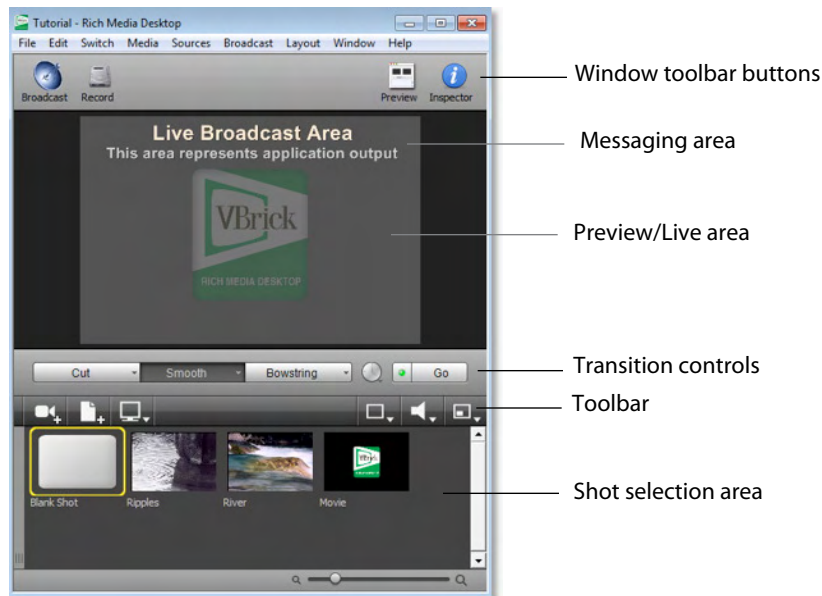 Tutorial - Rich Media Desktop
File Edit Switch Media Sources Broadcast Layout Window Help
Broadcast Record Preview Inspector
Window toolbar buttons
Live Broadcast Area
This area represents application output
Messaging area
VBrick
RICH MEDIA DESKTOP
Preview/Live area
Cut Smooth Bowstring Go
Transition controls
Toolbar
VBrick
Blank Shot Ripples River Movie
Shot selection area